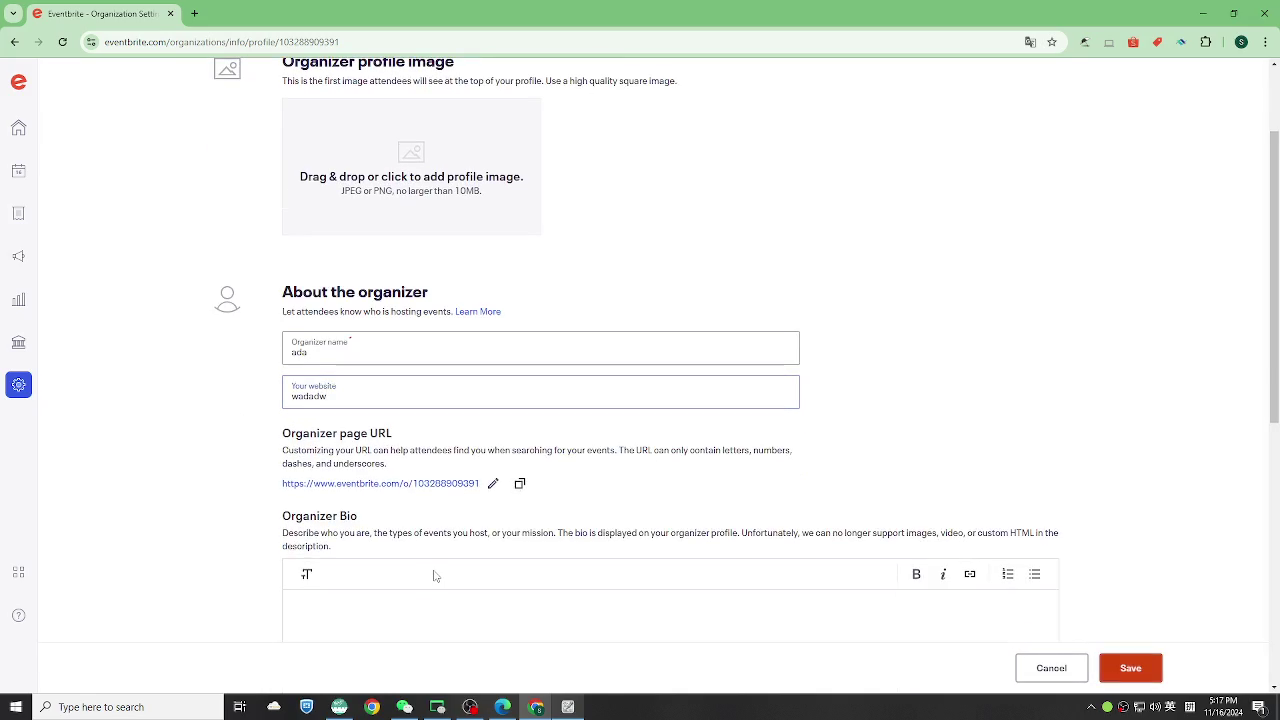 Eventbrite - Organization Settin
eventbrite.com/organizations/info/profile/103288909391
S
Organizer profile image
This is the first image attendees will see at the top of your profile. Use a high quality square image.
Drag & drop or click to add profile image.
JPEG or PNG, no larger than 10MB.
About the organizer
Let attendees know who is hosting events. Learn More
Organizer name *
ada
Your website
wadadw
Organizer page URL
Customizing your URL can help attendees find you when searching for your events. The URL can only contain letters, numbers,
dashes, and underscores.
https://www.eventbrite.com/o/103288909391
Organizer Bio
Describe who you are, the types of events you host, or your mission. The bio is displayed on your organizer profile. Unfortunately, we can no longer support images, video, or custom HTML in the
description.
B i
Cancel
Save
Type here to search
英
拼
5:17 PM
11/16/2024